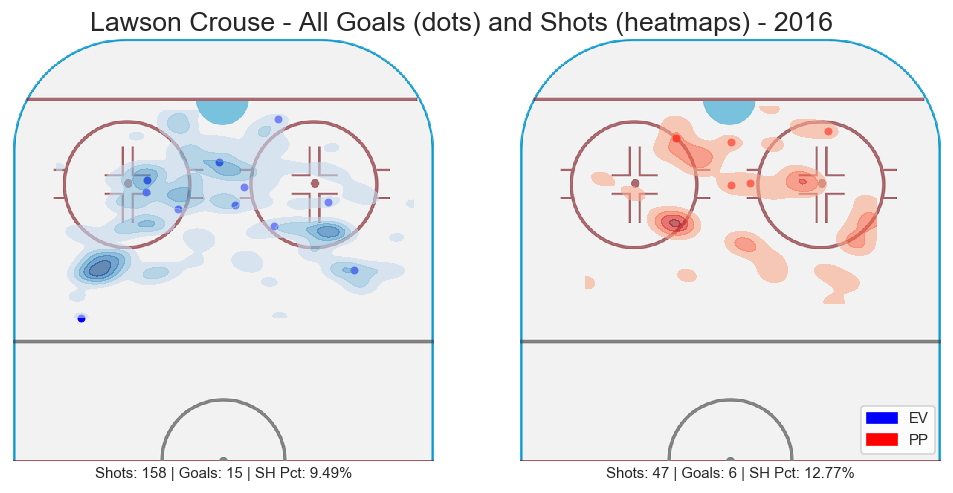 Lawson Crouse - All Goals (dots) and Shots (heatmaps) - 2016
EV
PP
Shots: 158 | Goals: 15 | SH Pct: 9.49%
Shots: 47 | Goals: 6 | SH Pct: 12.77%